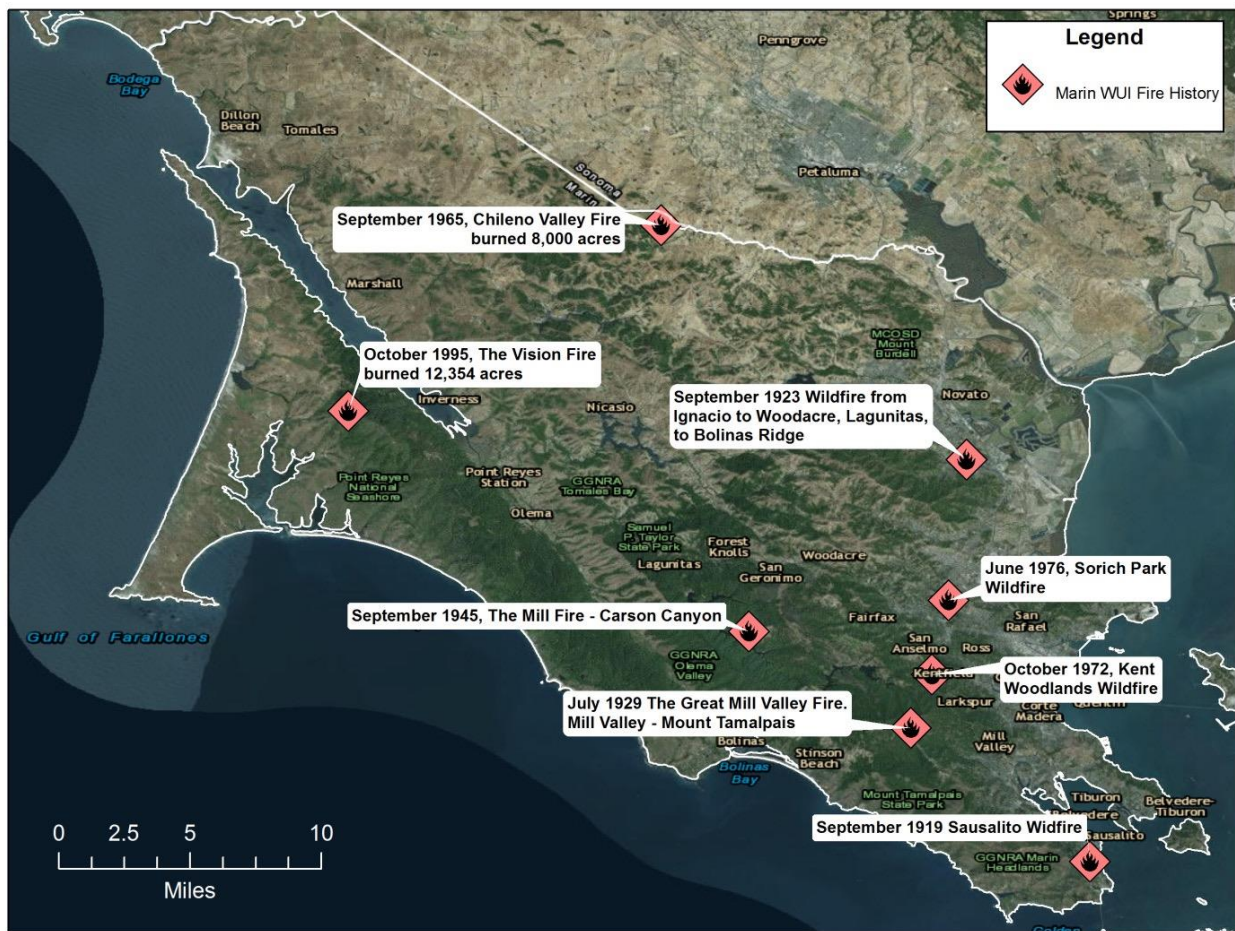 Springs
Penngrove
Legend
Marin WUI Fire History
Bodega
Bay
Dillon
Beach
Tomales
Petaluma
Sonoma
Marin
September 1965, Chileno Valley Fire
burned 8,000 acres
Marshall
MCOSD
Mount
Burdell
October 1995, The Vision Fire
burned 12,354 acres
Inverness
Nicasio
September 1923 Wildfire from
Ignacio to Woodacre, Lagunitas,
to Bolinas Ridge
Novato
Point Reyes
National
Seashore
Point Reyes
Station
Olema
GGNRA
Tomales Bay
Samuel
P. Taylor
State Park
Lagunitas
Forest
Knolls
San
Geronimo
Woodacre
June 1976, Sorich Park
Wildfire
Gulf of Farallones
September 1945, The Mill Fire - Carson Canyon
Fairfax
San
Rafael
San
Anselmo
Ross
GGNRA
Olema
Valley
Kentfield
October 1972, Kent
Woodlands Wildfire
Quentin
July 1929 The Great Mill Valley Fire.
Mill Valley - Mount Tamalpais
Larkspur
Corte
Madera
Mill
Valley
Bolinas
Bolinas
Bay
Stinson
Beach
Mount Tamalpais
State Park
Tiburon
Belvedere
Belvedere-
Tiburon
September 1919 Sausalito Widfire
Sausalito
GGNRA Marin
Headlands
0 2.5 5 10
Miles